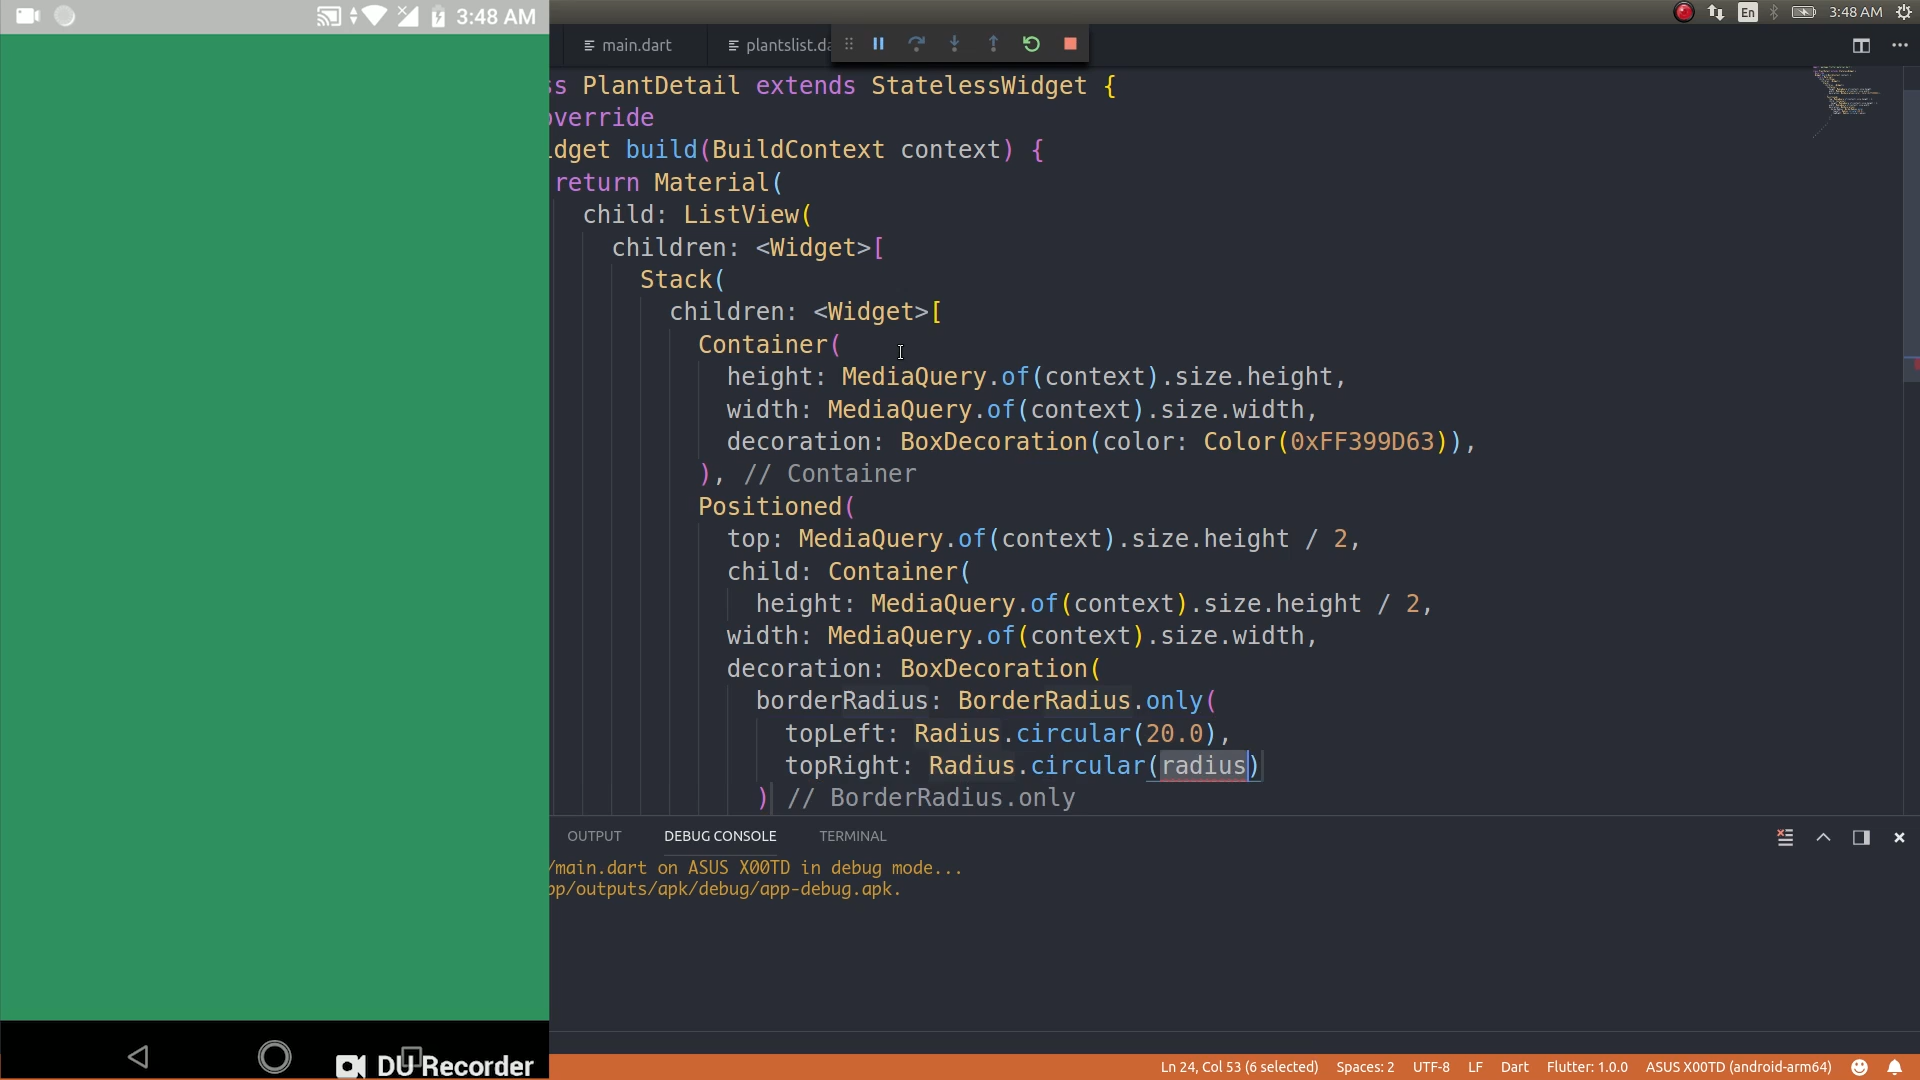 3:48 AM
En
3:48 AM
main.dart
plantslist.da
ss PlantDetail extends StatelessWidget {
override
idget build(BuildContext context) {
return Material(
child: ListView(
children: <Widget>[
Stack(
children: <Widget>[
Container(
height: MediaQuery.of(context).size.height,
width: MediaQuery.of(context).size.width,
decoration: BoxDecoration(color: Color(0xFF399D63)),
), // Container
Positioned(
top: MediaQuery.of(context).size.height / 2,
child: Container(
height: MediaQuery.of(context).size.height / 2,
width: MediaQuery.of(context).size.width,
decoration: BoxDecoration(
borderRadius: BorderRadius.only(
topLeft: Radius.circular(20.0),
topRight: Radius.circular(radius)
) // BorderRadius.only
OUTPUT
DEBUG CONSOLE
TERMINAL
/main.dart on ASUS X00TD in debug mode...
pp/outputs/apk/debug/app-debug.apk.
DU Recorder
Ln 24, Col 53 (6 selected)
Spaces: 2
UTF-8
LF
Dart
Flutter: 1.0.0
ASUS X00TD (android-arm64)